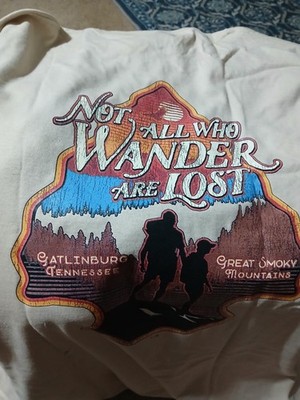 Not
All Who
Wander
Are Lost
Gatlinburg
Tennessee
Great Smoky
Mountains